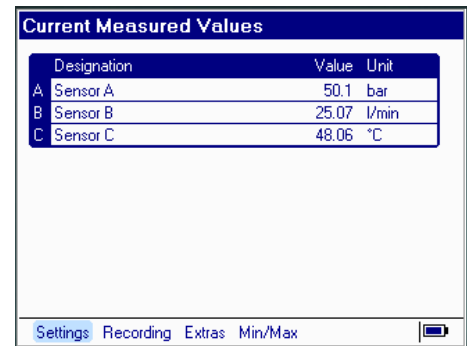 Current Measured Values
Designation Value Unit
A Sensor A 50.1 bar
B Sensor B 25.07 l/min
C Sensor C 48.06 °C
Settings Recording Extras Min/Max